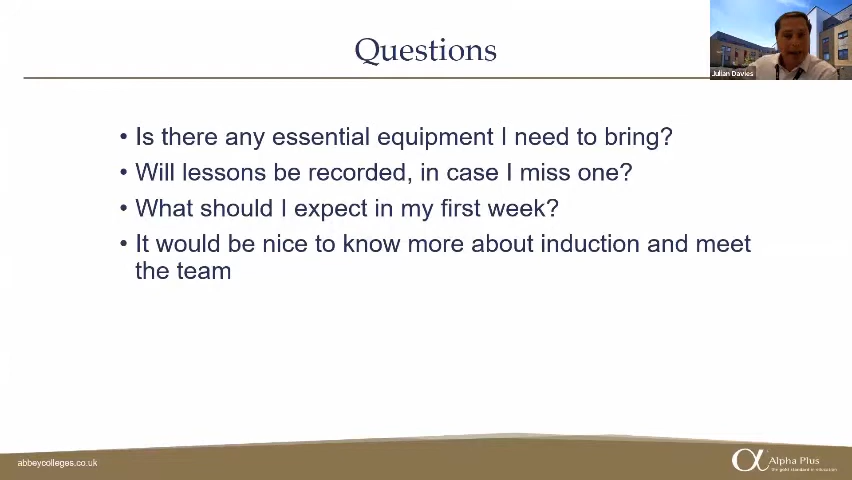 Questions
Julian Davies
• Is there any essential equipment I need to bring?
• Will lessons be recorded, in case I miss one?
• What should I expect in my first week?
• It would be nice to know more about induction and meet
the team
abbeycolleges.co.uk
Alpha Plus
the gold standard in education